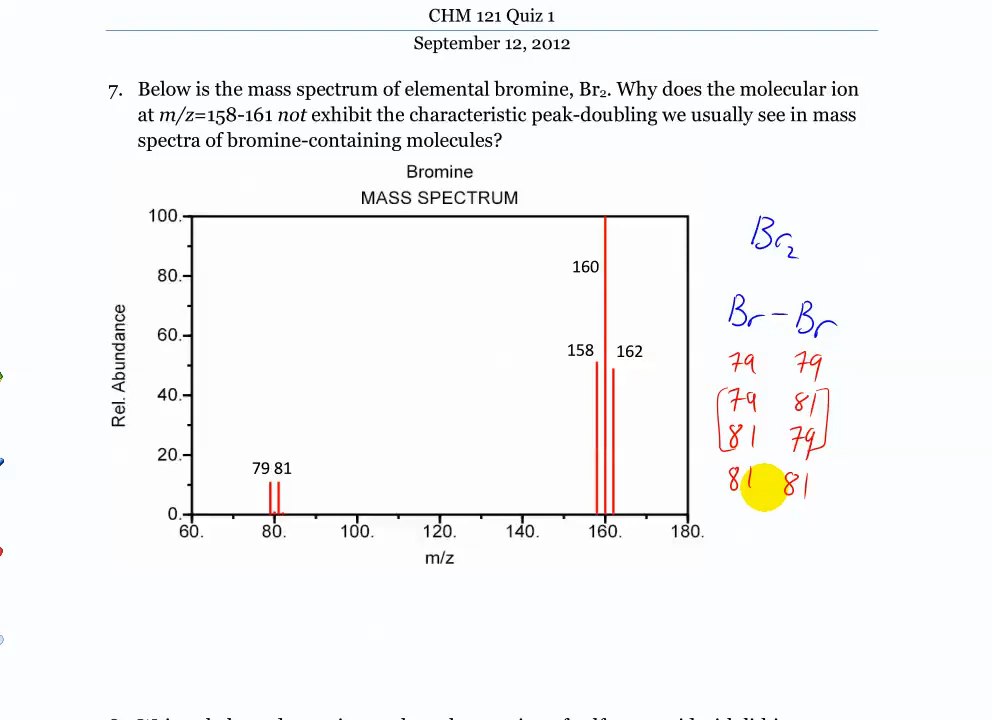 CHM 121 Quiz 1
September 12, 2012
7. Below is the mass spectrum of elemental bromine, Br₂. Why does the molecular ion
at m/z=158-161 not exhibit the characteristic peak-doubling we usually see in mass
spectra of bromine-containing molecules?
Bromine
MASS SPECTRUM
100.
80.
60.
40.
20.
0.
Rel. Abundance
160
158 162
79 81
60. 80. 100. 120. 140. 160. 180.
m/z
Br₂
Br - Br
79 79
79 81
81 79
81 81